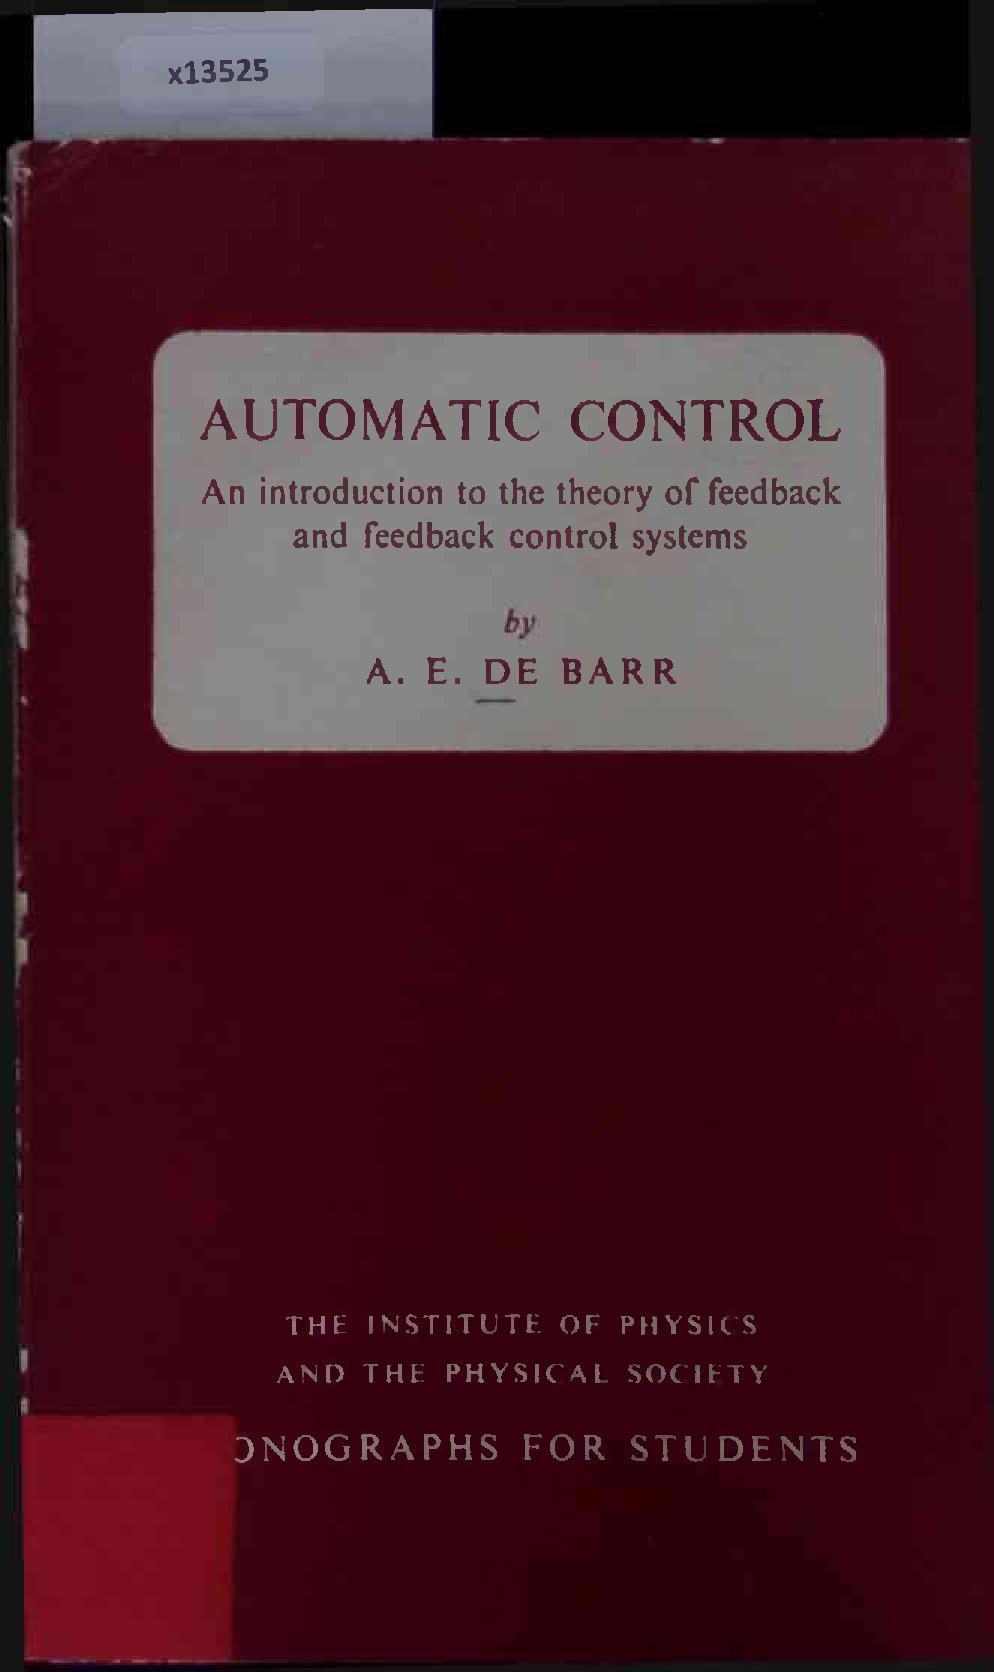 x13525
AUTOMATIC CONTROL
An introduction to the theory of feedback
and feedback control systems
by
A. E. DE BARR
THE INSTITUTE OF PHYSICS
AND THE PHYSICAL SOCIETY
ONOGRAPHS FOR STUDENTS